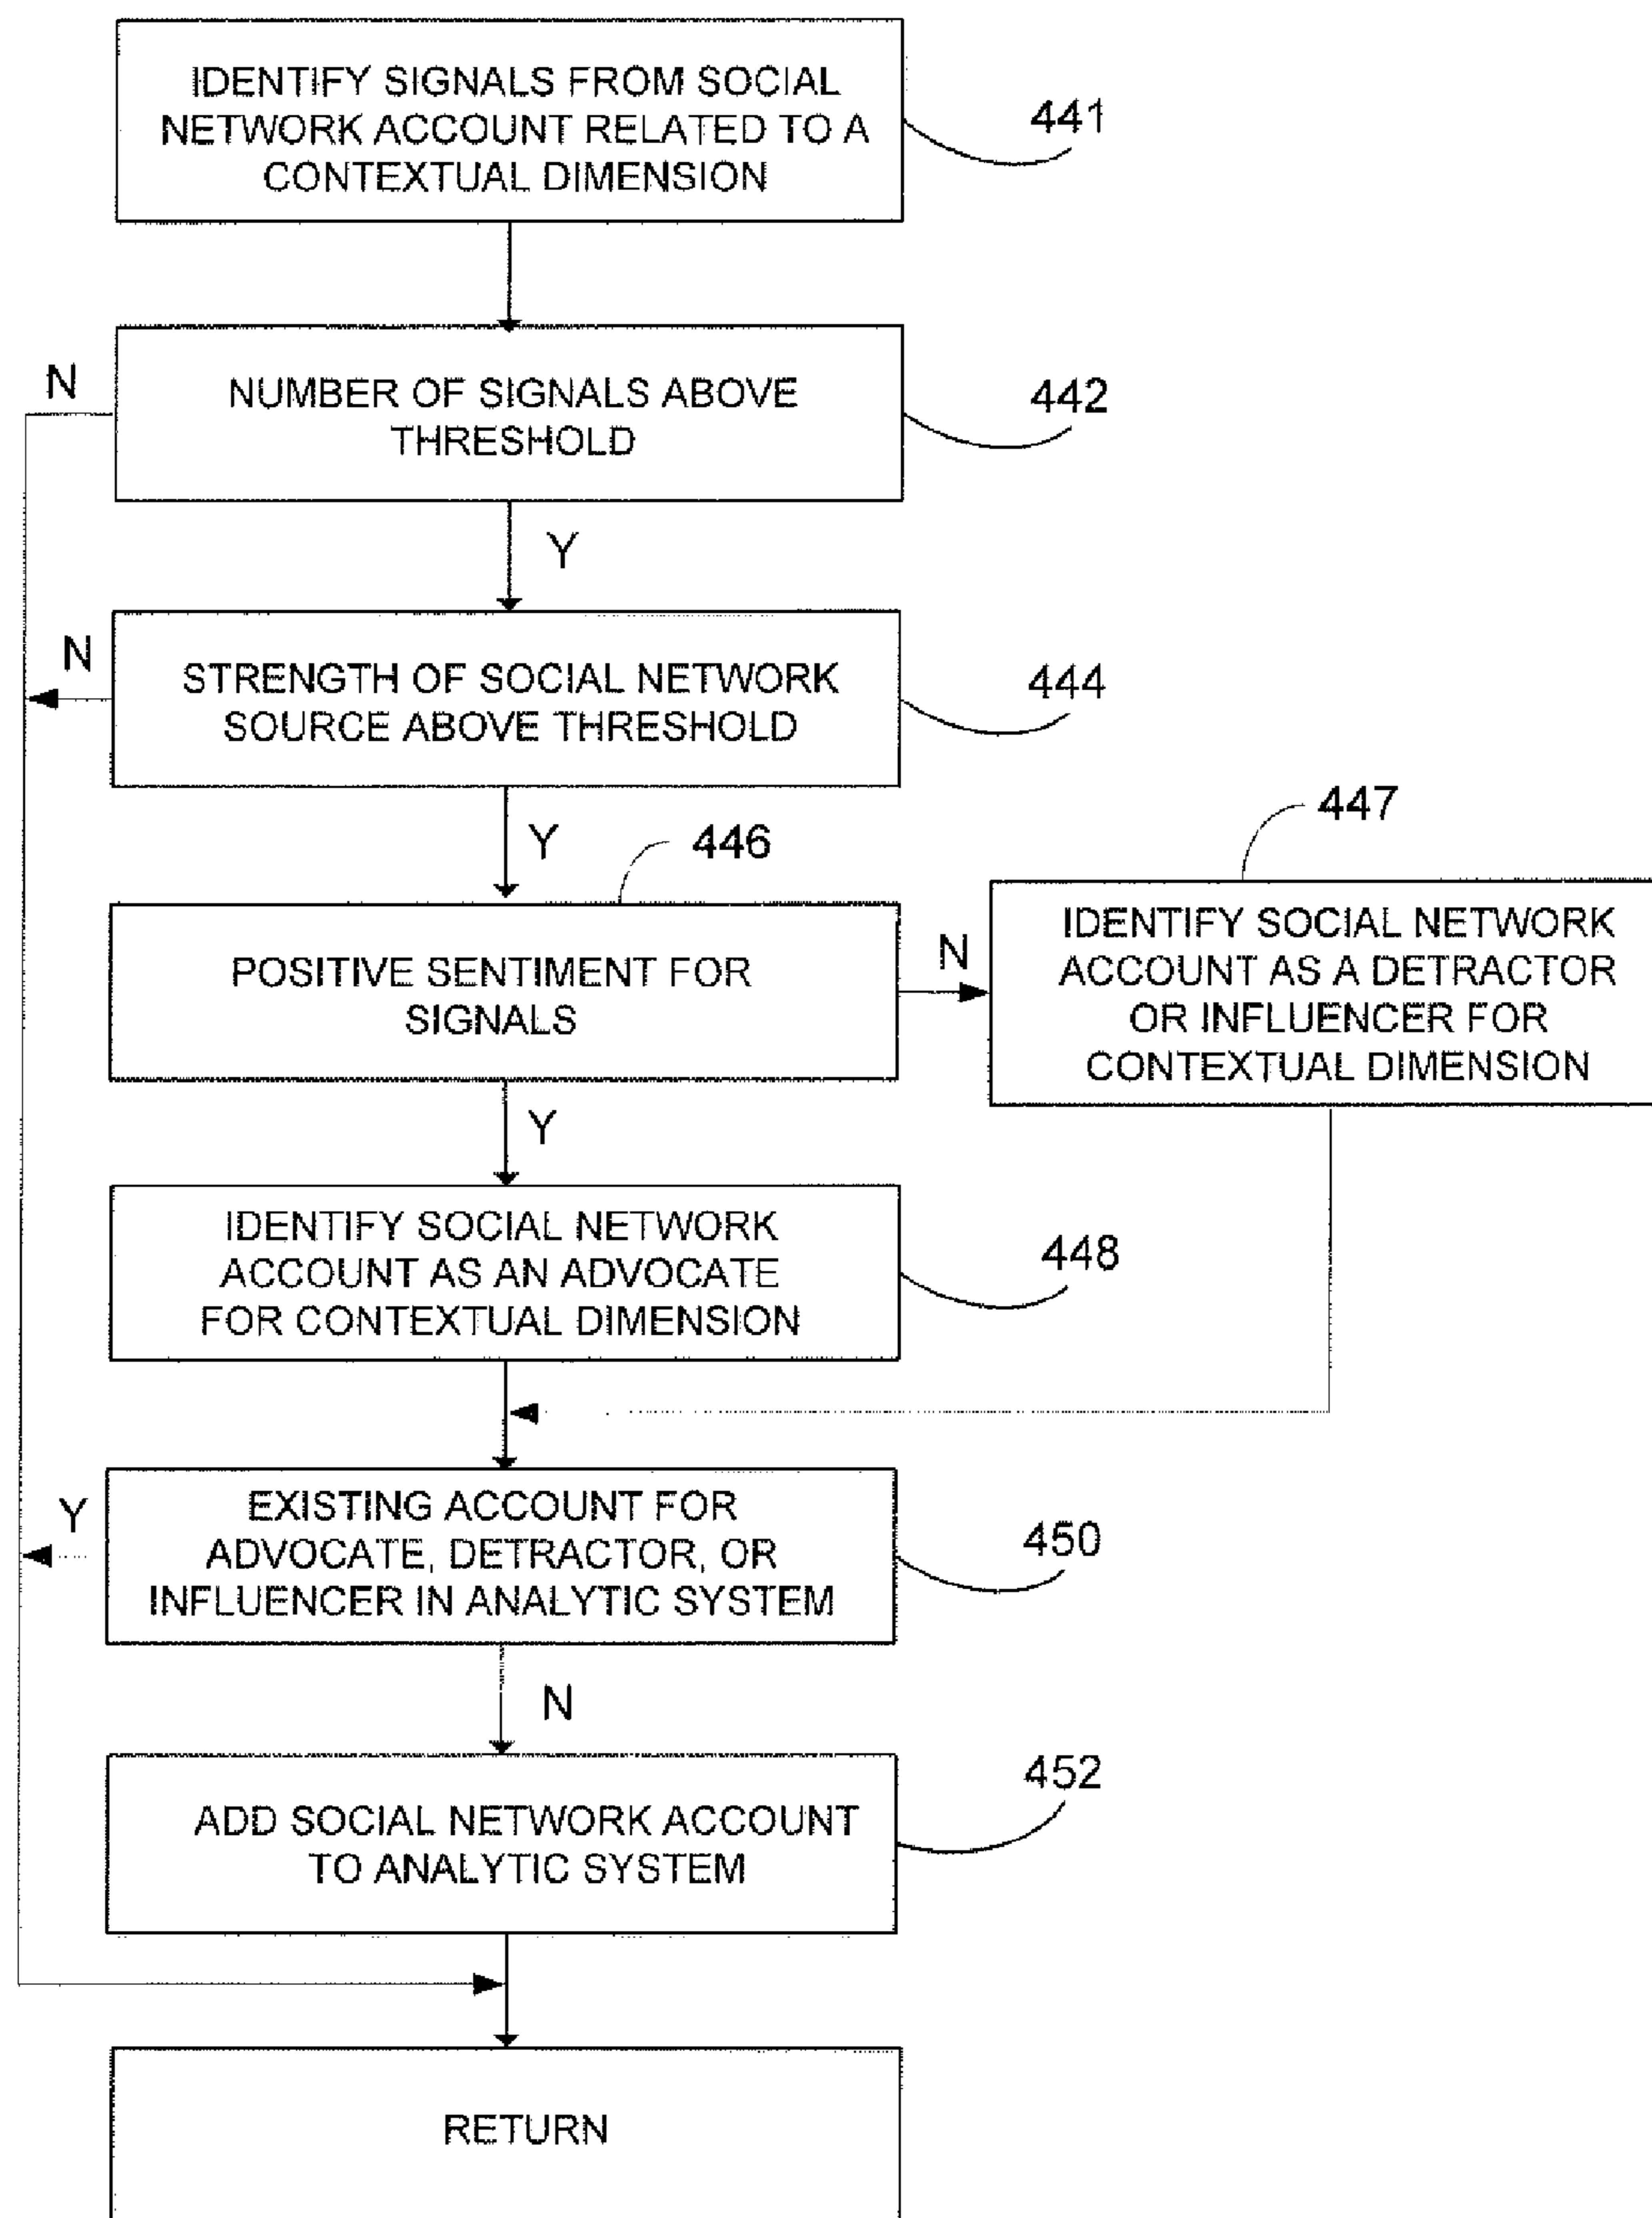 IDENTIFY SIGNALS FROM SOCIAL
NETWORK ACCOUNT RELATED TO A
CONTEXTUAL DIMENSION
441
N
NUMBER OF SIGNALS ABOVE
THRESHOLD
442
Y
N
STRENGTH OF SOCIAL NETWORK
SOURCE ABOVE THRESHOLD
444
Y
446
447
POSITIVE SENTIMENT FOR
SIGNALS
N
IDENTIFY SOCIAL NETWORK
ACCOUNT AS A DETRACTOR
OR INFLUENCER FOR
CONTEXTUAL DIMENSION
Y
IDENTIFY SOCIAL NETWORK
ACCOUNT AS AN ADVOCATE
FOR CONTEXTUAL DIMENSION
448
Y
EXISTING ACCOUNT FOR
ADVOCATE, DETRACTOR, OR
INFLUENCER IN ANALYTIC SYSTEM
450
N
ADD SOCIAL NETWORK ACCOUNT
TO ANALYTIC SYSTEM
452
RETURN